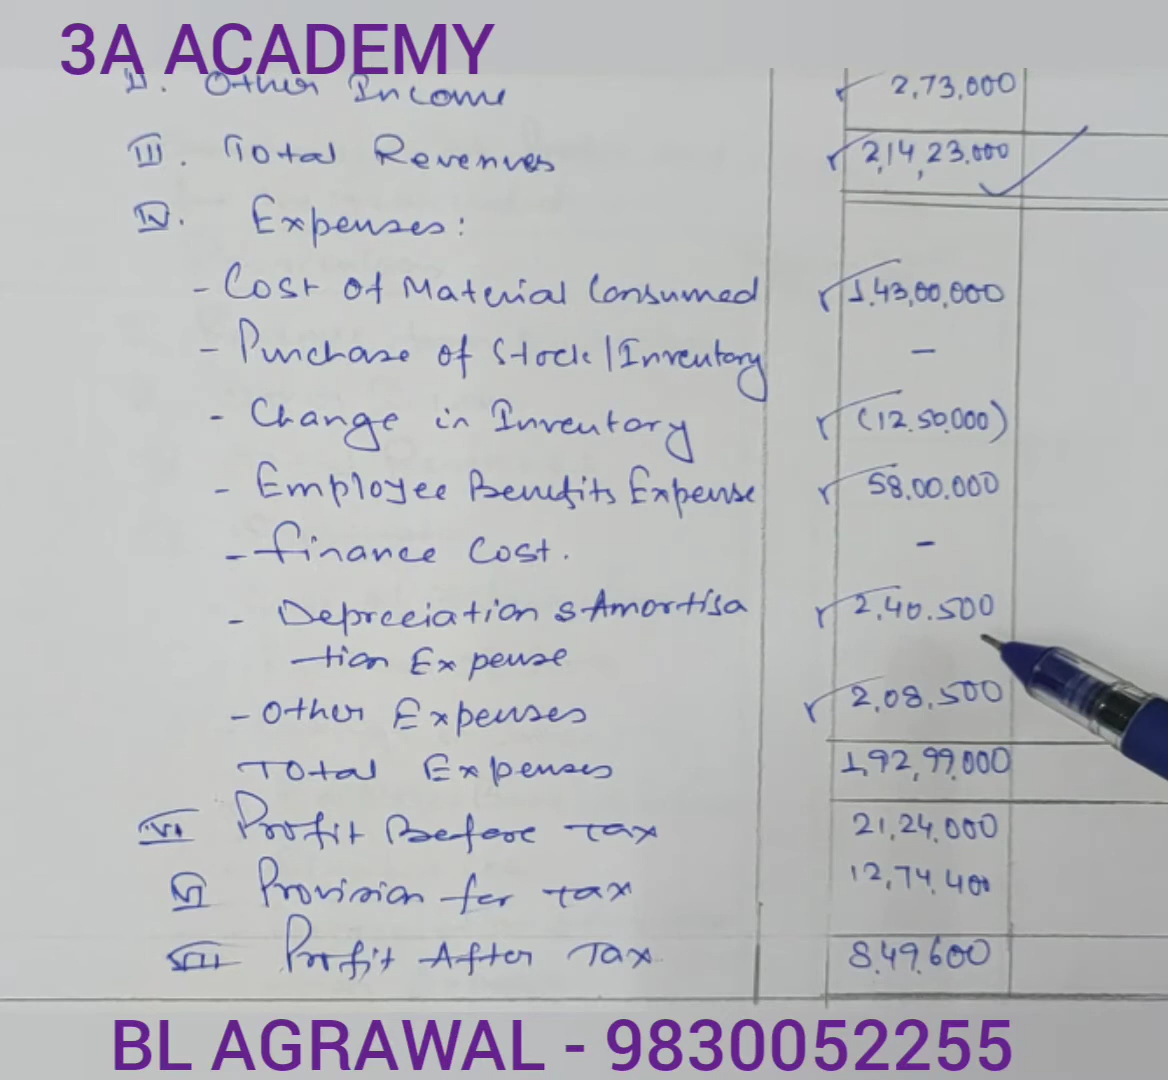 3A ACADEMY
II. Other Income 2,73,000
III. Total Revenues 2,14,23,000
IV. Expenses:
- Cost of Material Consumed 1,43,00,000
- Purchase of Stock/Inventory -
- Change in Inventory (12,50,000)
- Employee Benefits Expense 58,00,000
- Finance Cost. -
- Depreciation & Amortisa 2,40,500
tion Expense
- Other Expenses 2,08,500
Total Expenses 1,92,99,000
VI Profit Before Tax 21,24,000
VI Provision for tax 12,74,400
VII Profit After Tax 8,49,600
BL AGRAWAL - 9830052255